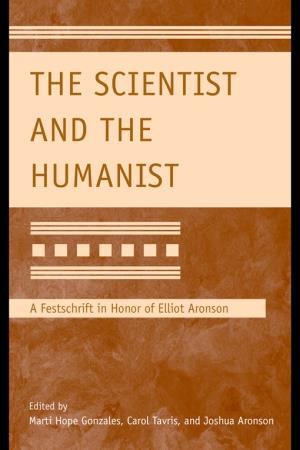 THE SCIENTIST
AND THE
HUMANIST
A Festschrift in Honor of Elliot Aronson
Edited by
Marti Hope Gonzales, Carol Tavris, and Joshua Aronson